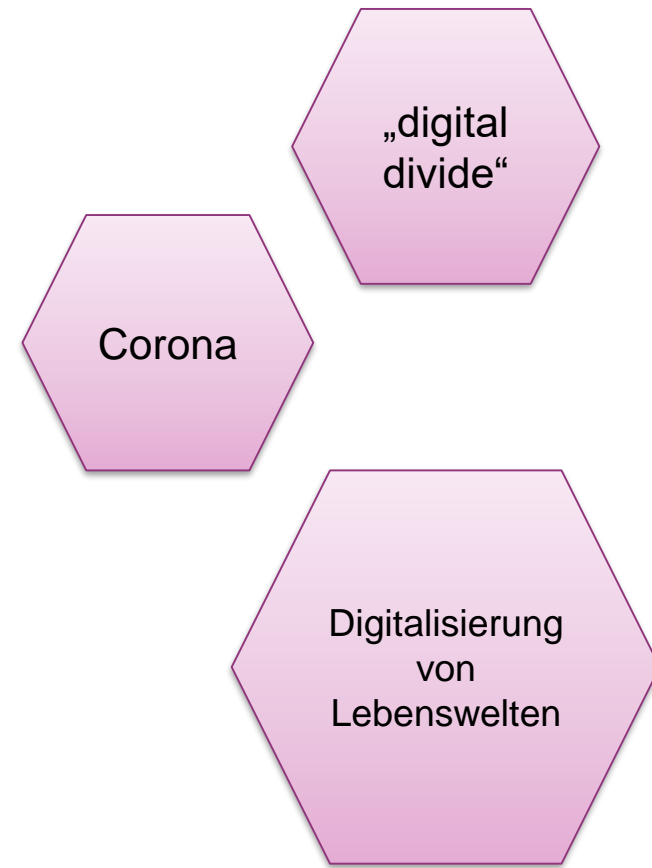 „digital
divide“
Corona
Digitalisierung
von
Lebenswelten